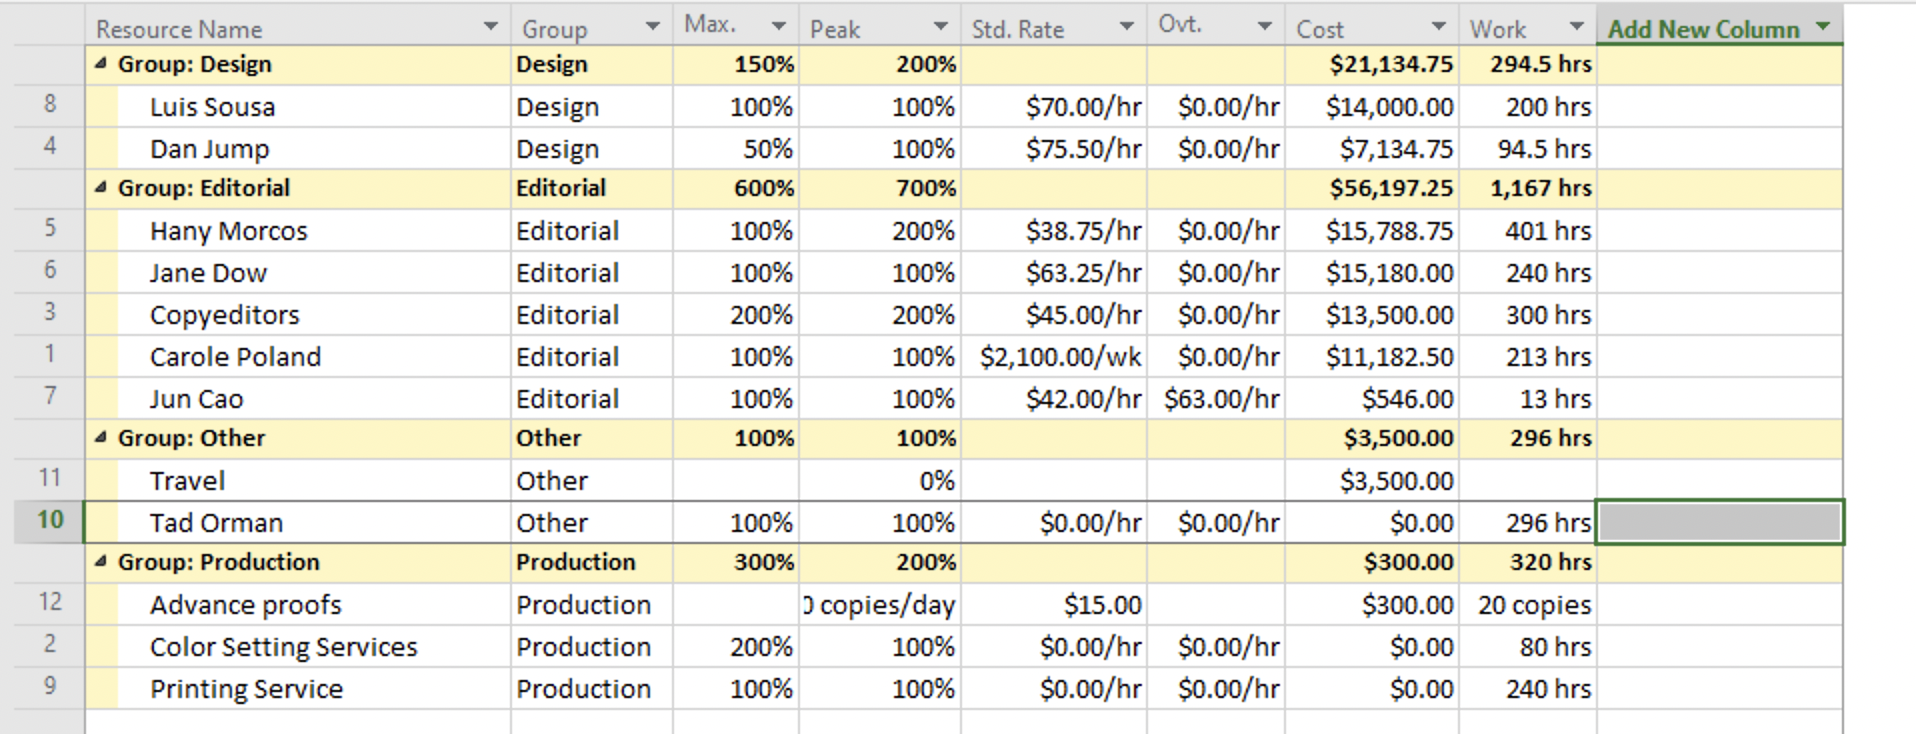 Resource Name Group Max. Peak Std. Rate Ovt. Cost Work Add New Column
Group: Design Design 150% 200% $21,134.75 294.5 hrs
8 Luis Sousa Design 100% 100% $70.00/hr $0.00/hr $14,000.00 200 hrs
4 Dan Jump Design 50% 100% $75.50/hr $0.00/hr $7,134.75 94.5 hrs
Group: Editorial Editorial 600% 700% $56,197.25 1,167 hrs
5 Hany Morcos Editorial 100% 200% $38.75/hr $0.00/hr $15,788.75 401 hrs
6 Jane Dow Editorial 100% 100% $63.25/hr $0.00/hr $15,180.00 240 hrs
3 Copyeditors Editorial 200% 200% $45.00/hr $0.00/hr $13,500.00 300 hrs
1 Carole Poland Editorial 100% 100% $2,100.00/wk $0.00/hr $11,182.50 213 hrs
7 Jun Cao Editorial 100% 100% $42.00/hr $63.00/hr $546.00 13 hrs
Group: Other Other 100% 100% $3,500.00 296 hrs
11 Travel Other 0% $3,500.00
10 Tad Orman Other 100% 100% $0.00/hr $0.00/hr $0.00 296 hrs
Group: Production Production 300% 200% $300.00 320 hrs
12 Advance proofs Production copies/day $15.00 $300.00 20 copies
2 Color Setting Services Production 200% 100% $0.00/hr $0.00/hr $0.00 80 hrs
9 Printing Service Production 100% 100% $0.00/hr $0.00/hr $0.00 240 hrs